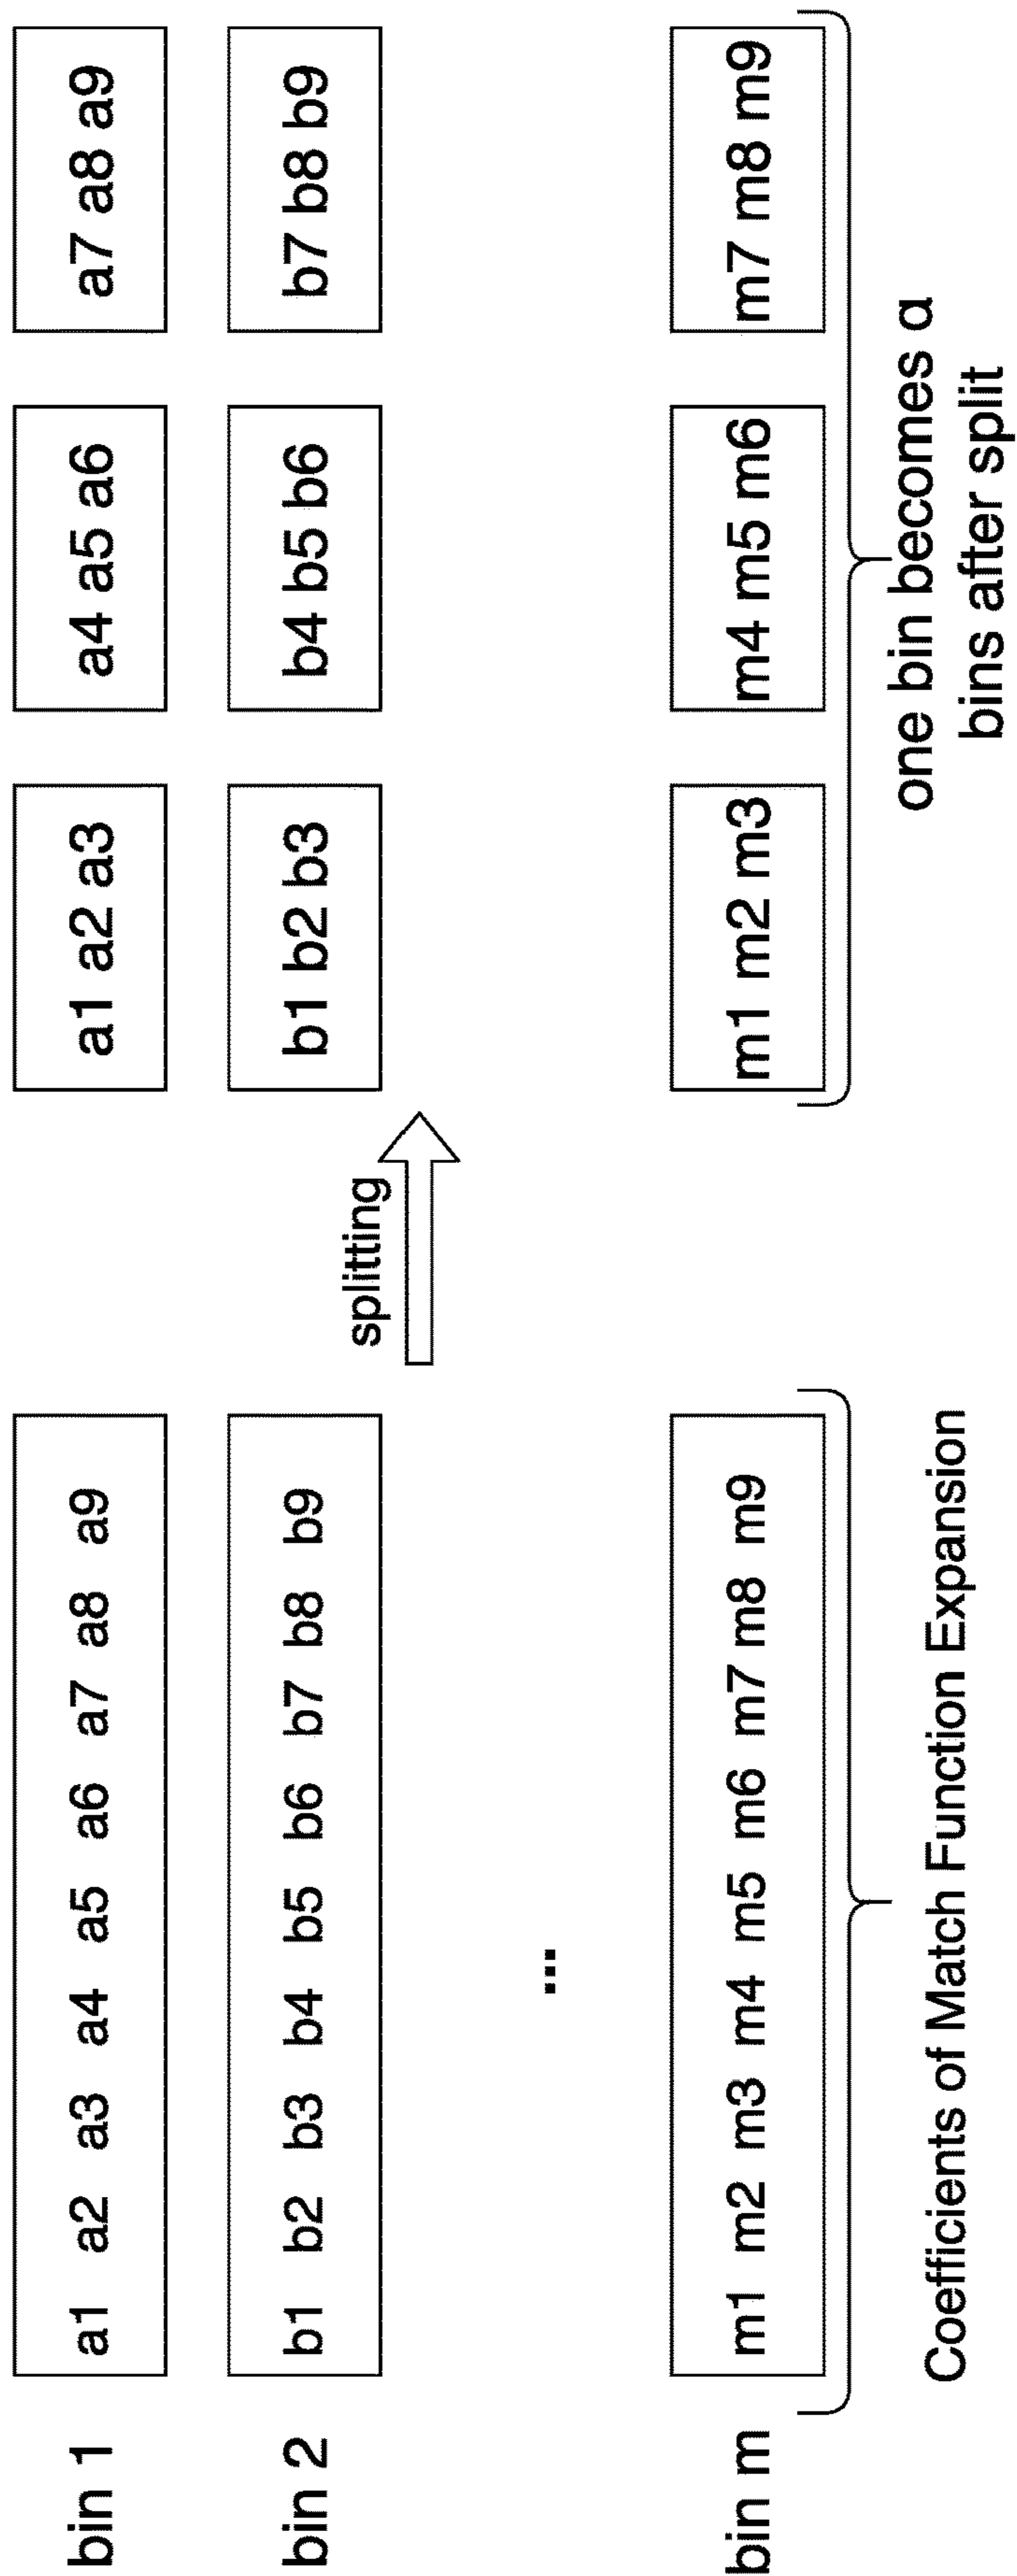 bin 1 a1 a2 a3 a4 a5 a6 a7 a8 a9 a1 a2 a3 a4 a5 a6 a7 a8 a9
bin 2 b1 b2 b3 b4 b5 b6 b7 b8 b9 b1 b2 b3 b4 b5 b6 b7 b8 b9
splitting
...
bin m m1 m2 m3 m4 m5 m6 m7 m8 m9 m1 m2 m3 m4 m5 m6 m7 m8 m9
Coefficients of Match Function Expansion
one bin becomes α
bins after split